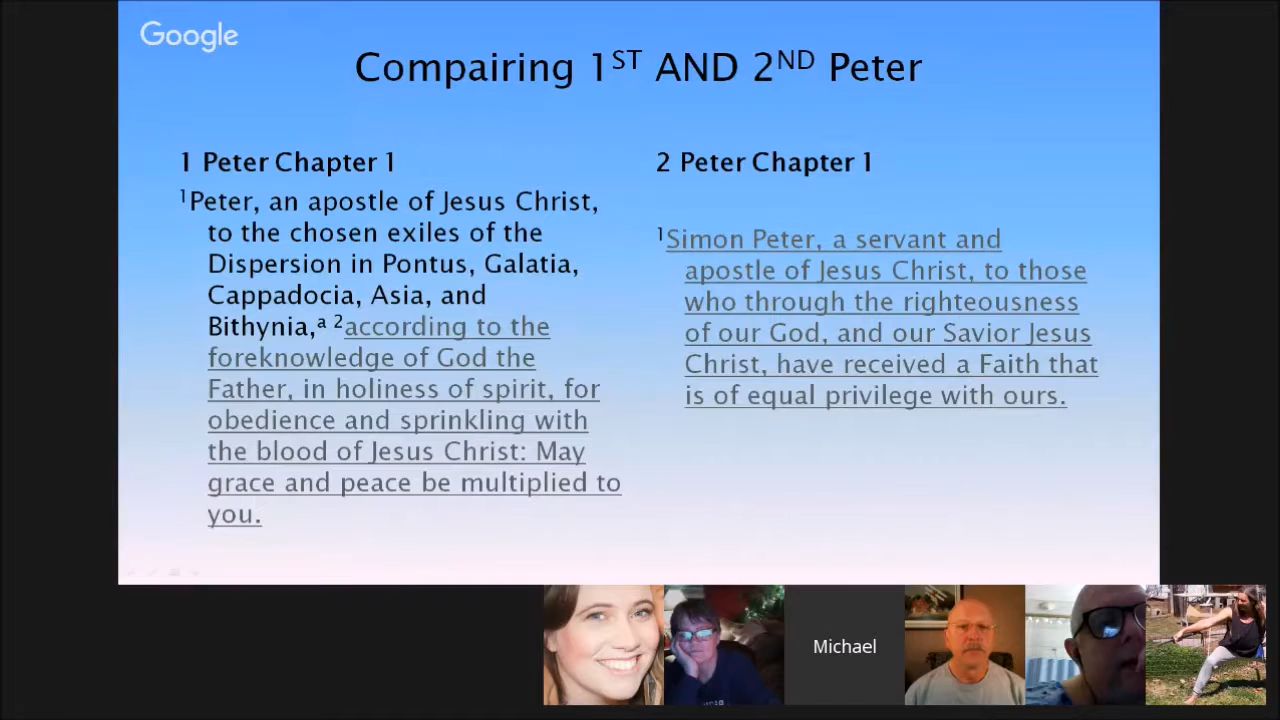 Google
Compairing 1ST AND 2ND Peter
1 Peter Chapter 1
1Peter, an apostle of Jesus Christ,
to the chosen exiles of the
Dispersion in Pontus, Galatia,
Cappadocia, Asia, and
Bithynia,a 2according to the
foreknowledge of God the
Father, in holiness of spirit, for
obedience and sprinkling with
the blood of Jesus Christ: May
grace and peace be multiplied to
you.
2 Peter Chapter 1
1Simon Peter, a servant and
apostle of Jesus Christ, to those
who through the righteousness
of our God, and our Savior Jesus
Christ, have received a Faith that
is of equal privilege with ours.
Michael